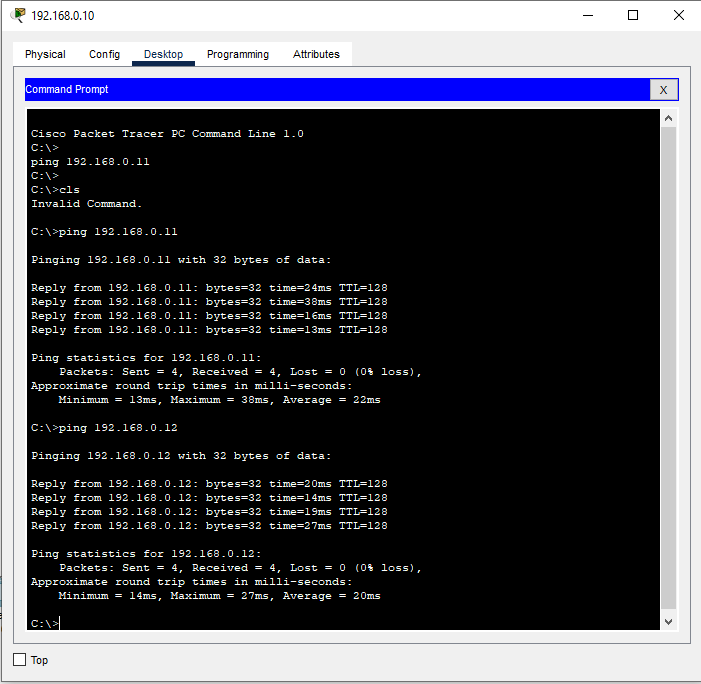 192.168.0.10
Physical Config Desktop Programming Attributes
Command Prompt X
Cisco Packet Tracer PC Command Line 1.0
C:\>
ping 192.168.0.11
C:\>
C:\>cls
Invalid Command.
C:\>ping 192.168.0.11
Pinging 192.168.0.11 with 32 bytes of data:
Reply from 192.168.0.11: bytes=32 time=24ms TTL=128
Reply from 192.168.0.11: bytes=32 time=38ms TTL=128
Reply from 192.168.0.11: bytes=32 time=16ms TTL=128
Reply from 192.168.0.11: bytes=32 time=13ms TTL=128
Ping statistics for 192.168.0.11:
Packets: Sent = 4, Received = 4, Lost = 0 (0% loss),
Approximate round trip times in milli-seconds:
Minimum = 13ms, Maximum = 38ms, Average = 22ms
C:\>ping 192.168.0.12
Pinging 192.168.0.12 with 32 bytes of data:
Reply from 192.168.0.12: bytes=32 time=20ms TTL=128
Reply from 192.168.0.12: bytes=32 time=14ms TTL=128
Reply from 192.168.0.12: bytes=32 time=19ms TTL=128
Reply from 192.168.0.12: bytes=32 time=27ms TTL=128
Ping statistics for 192.168.0.12:
Packets: Sent = 4, Received = 4, Lost = 0 (0% loss),
Approximate round trip times in milli-seconds:
Minimum = 14ms, Maximum = 27ms, Average = 20ms
C:\>
Top